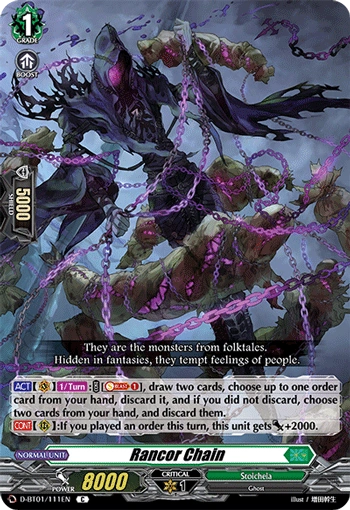 1
GRADE
BOOST
5000
SHIELD
They are the monsters from folktales.
Hidden in fantasies, they tempt feelings of people.
ACT 1/Turn : 1, draw two cards, choose up to one order
card from your hand, discard it, and if you did not discard, choose
two cards from your hand, and discard them.
CONT :If you played an order this turn, this unit gets +2000.
NORMAL UNIT
Rancor Chain
POWER 8000
CRITICAL
1
Stoicheia
Ghost
D-BT01/111EN C
illust / 増田幹生